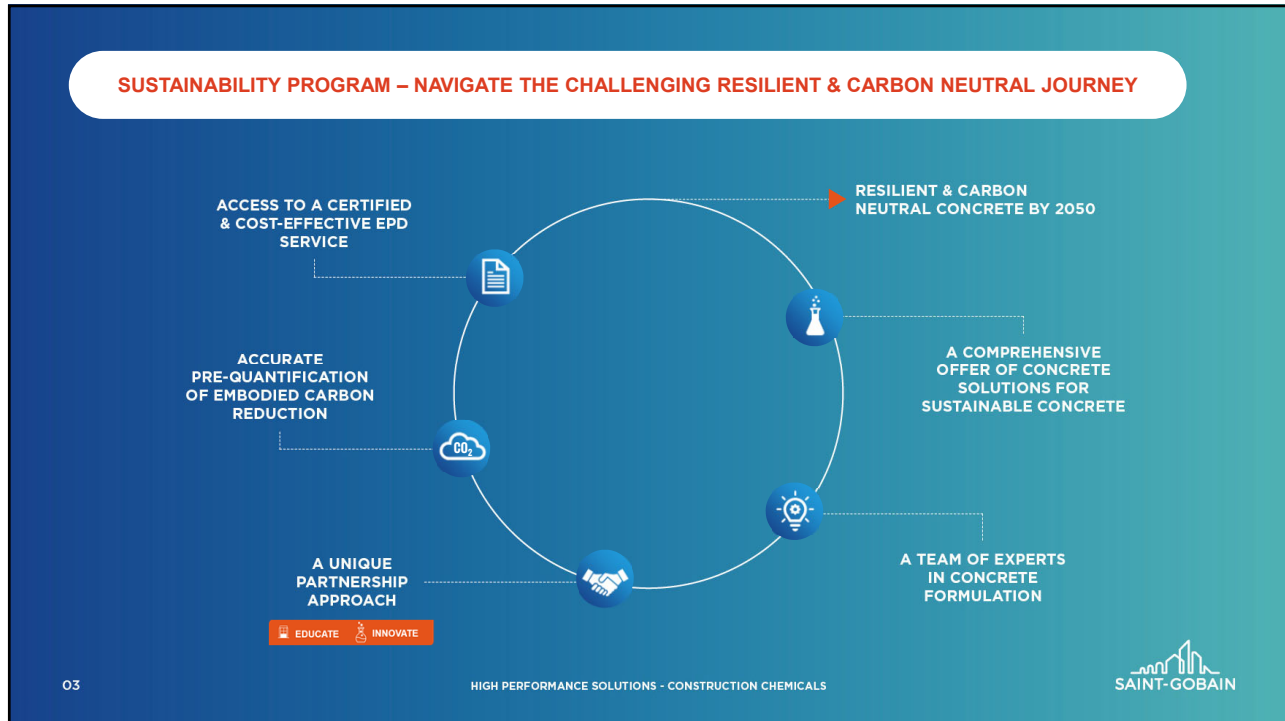 SUSTAINABILITY PROGRAM – NAVIGATE THE CHALLENGING RESILIENT & CARBON NEUTRAL JOURNEY
RESILIENT & CARBON
NEUTRAL CONCRETE BY 2050
ACCESS TO A CERTIFIED
& COST-EFFECTIVE EPD
SERVICE
A COMPREHENSIVE
OFFER OF CONCRETE
SOLUTIONS FOR
SUSTAINABLE CONCRETE
ACCURATE
PRE-QUANTIFICATION
OF EMBODIED CARBON
REDUCTION
CO₂
A TEAM OF EXPERTS
IN CONCRETE
FORMULATION
A UNIQUE
PARTNERSHIP
APPROACH
EDUCATE INNOVATE
03
HIGH PERFORMANCE SOLUTIONS - CONSTRUCTION CHEMICALS
SAINT-GOBAIN